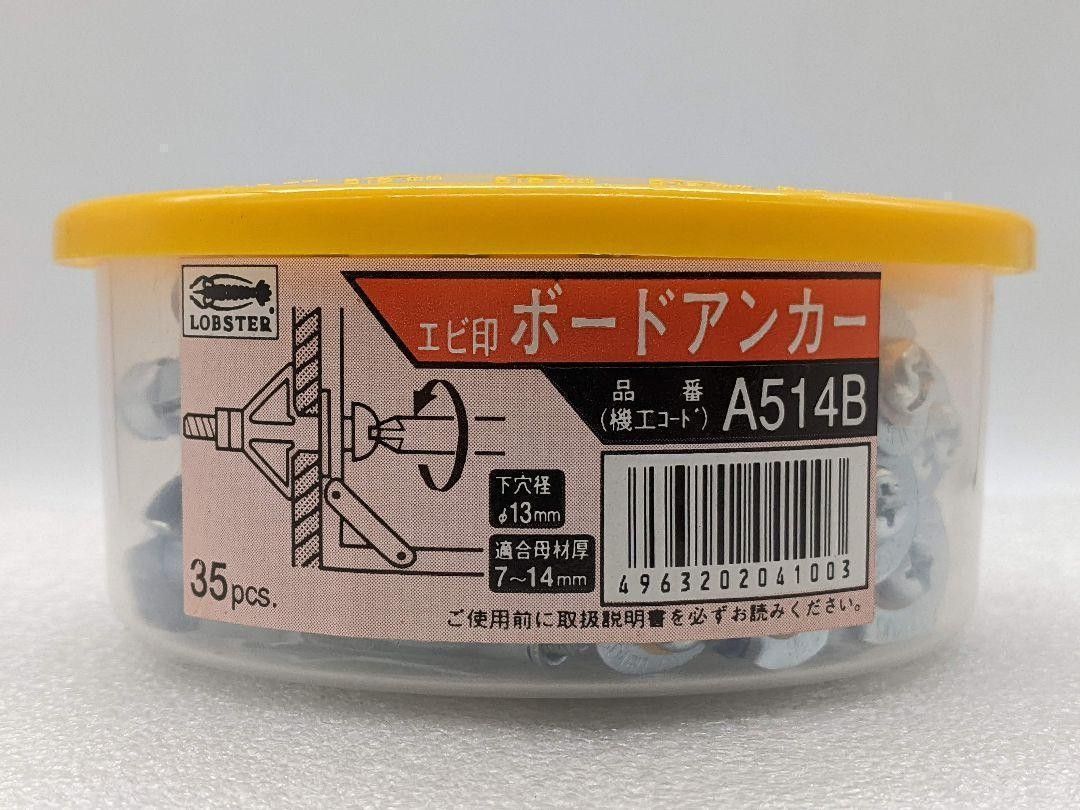 LOBSTER
エビ印 ボードアンカー
品番
(機工コード) A514B
下穴径
φ13mm
適合母材厚
7～14mm
35pcs.
4963202041003
ご使用前に取扱説明書を必ずお読みください。